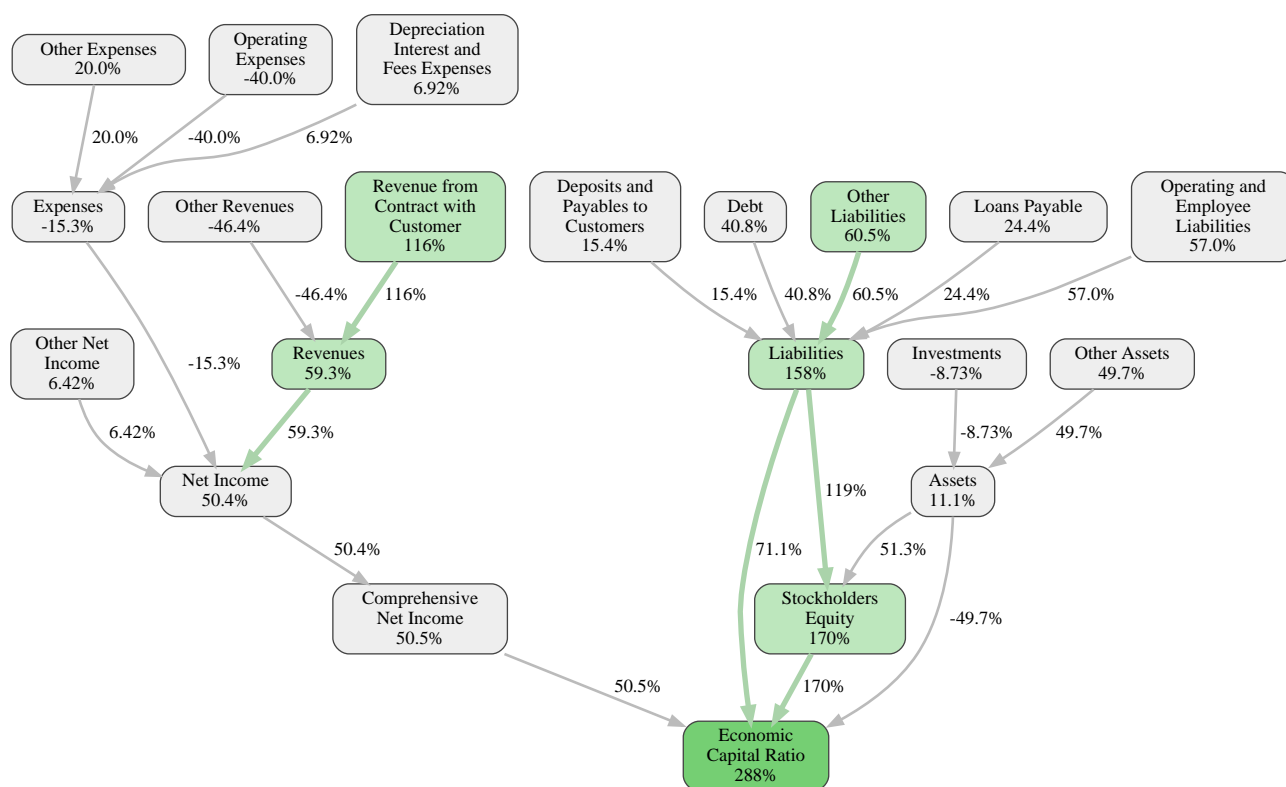 Other Expenses
20.0%
Operating
Expenses
-40.0%
Depreciation
Interest and
Fees Expenses
6.92%
20.0%
-40.0%
6.92%
Expenses
-15.3%
Other Revenues
-46.4%
Revenue from
Contract with
Customer
116%
Deposits and
Payables to
Customers
15.4%
Debt
40.8%
Other
Liabilities
60.5%
Loans Payable
24.4%
Operating and
Employee
Liabilities
57.0%
-46.4%
116%
15.4%
40.8%
60.5%
24.4%
57.0%
Other Net
Income
6.42%
-15.3%
Revenues
59.3%
Liabilities
158%
Investments
-8.73%
Other Assets
49.7%
6.42%
59.3%
-8.73%
49.7%
Net Income
50.4%
119%
Assets
11.1%
50.4%
71.1%
51.3%
Comprehensive
Net Income
50.5%
Stockholders
Equity
170%
-49.7%
50.5%
170%
Economic
Capital Ratio
288%